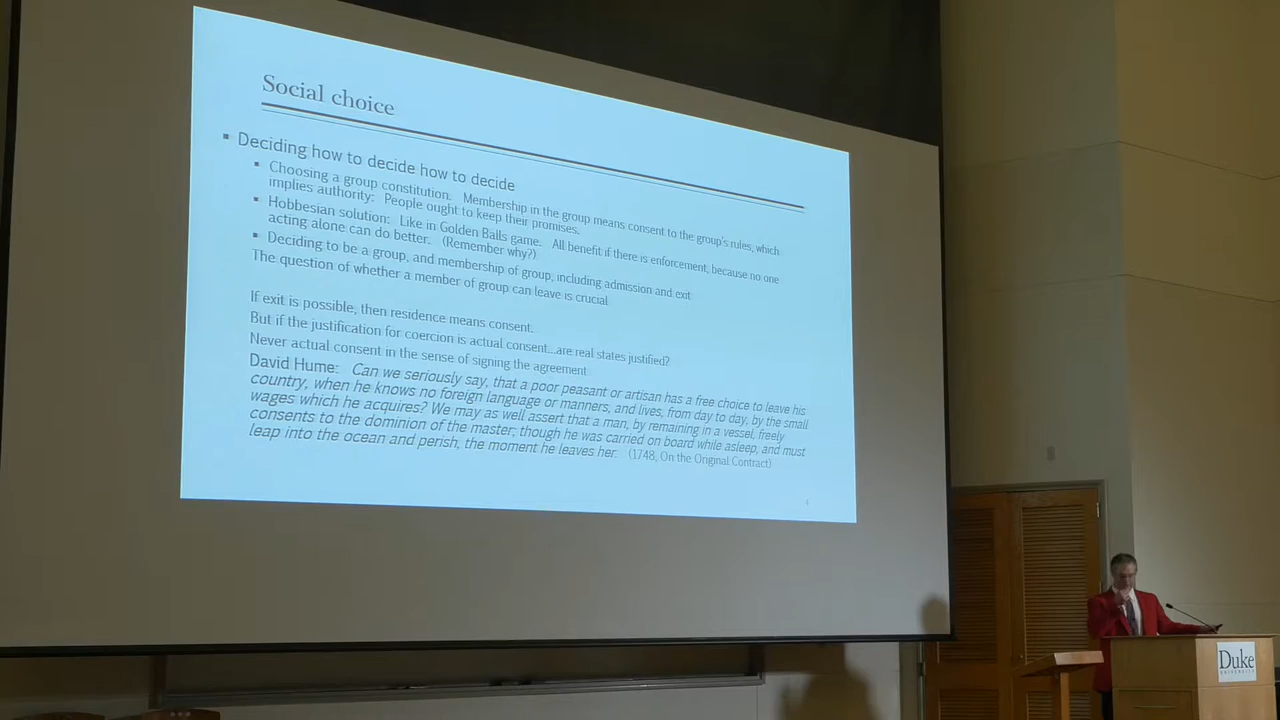 Social choice
▪ Deciding how to decide how to decide
▪ Choosing a group constitution. Membership in the group means consent to the group's rules, which
implies authority: People ought to keep their promises.
▪ Hobbesian solution: Like in Golden Balls game. All benefit if there is enforcement, because no one
acting alone can do better. (Remember why?)
▪ Deciding to be a group, and membership of group, including admission and exit
The question of whether a member of group can leave is crucial
If exit is possible, then residence means consent.
But if the justification for coercion is actual consent...are real states justified?
Never actual consent in the sense of signing the agreement
David Hume: Can we seriously say, that a poor peasant or artisan has a free choice to leave his
country, when he knows no foreign language or manners, and lives, from day to day, by the small
wages which he acquires? We may as well assert that a man, by remaining in a vessel, freely
consents to the dominion of the master; though he was carried on board while asleep, and must
leap into the ocean and perish, the moment he leaves her. (1748, On the Original Contract)
4
Duke
UNIVERSITY